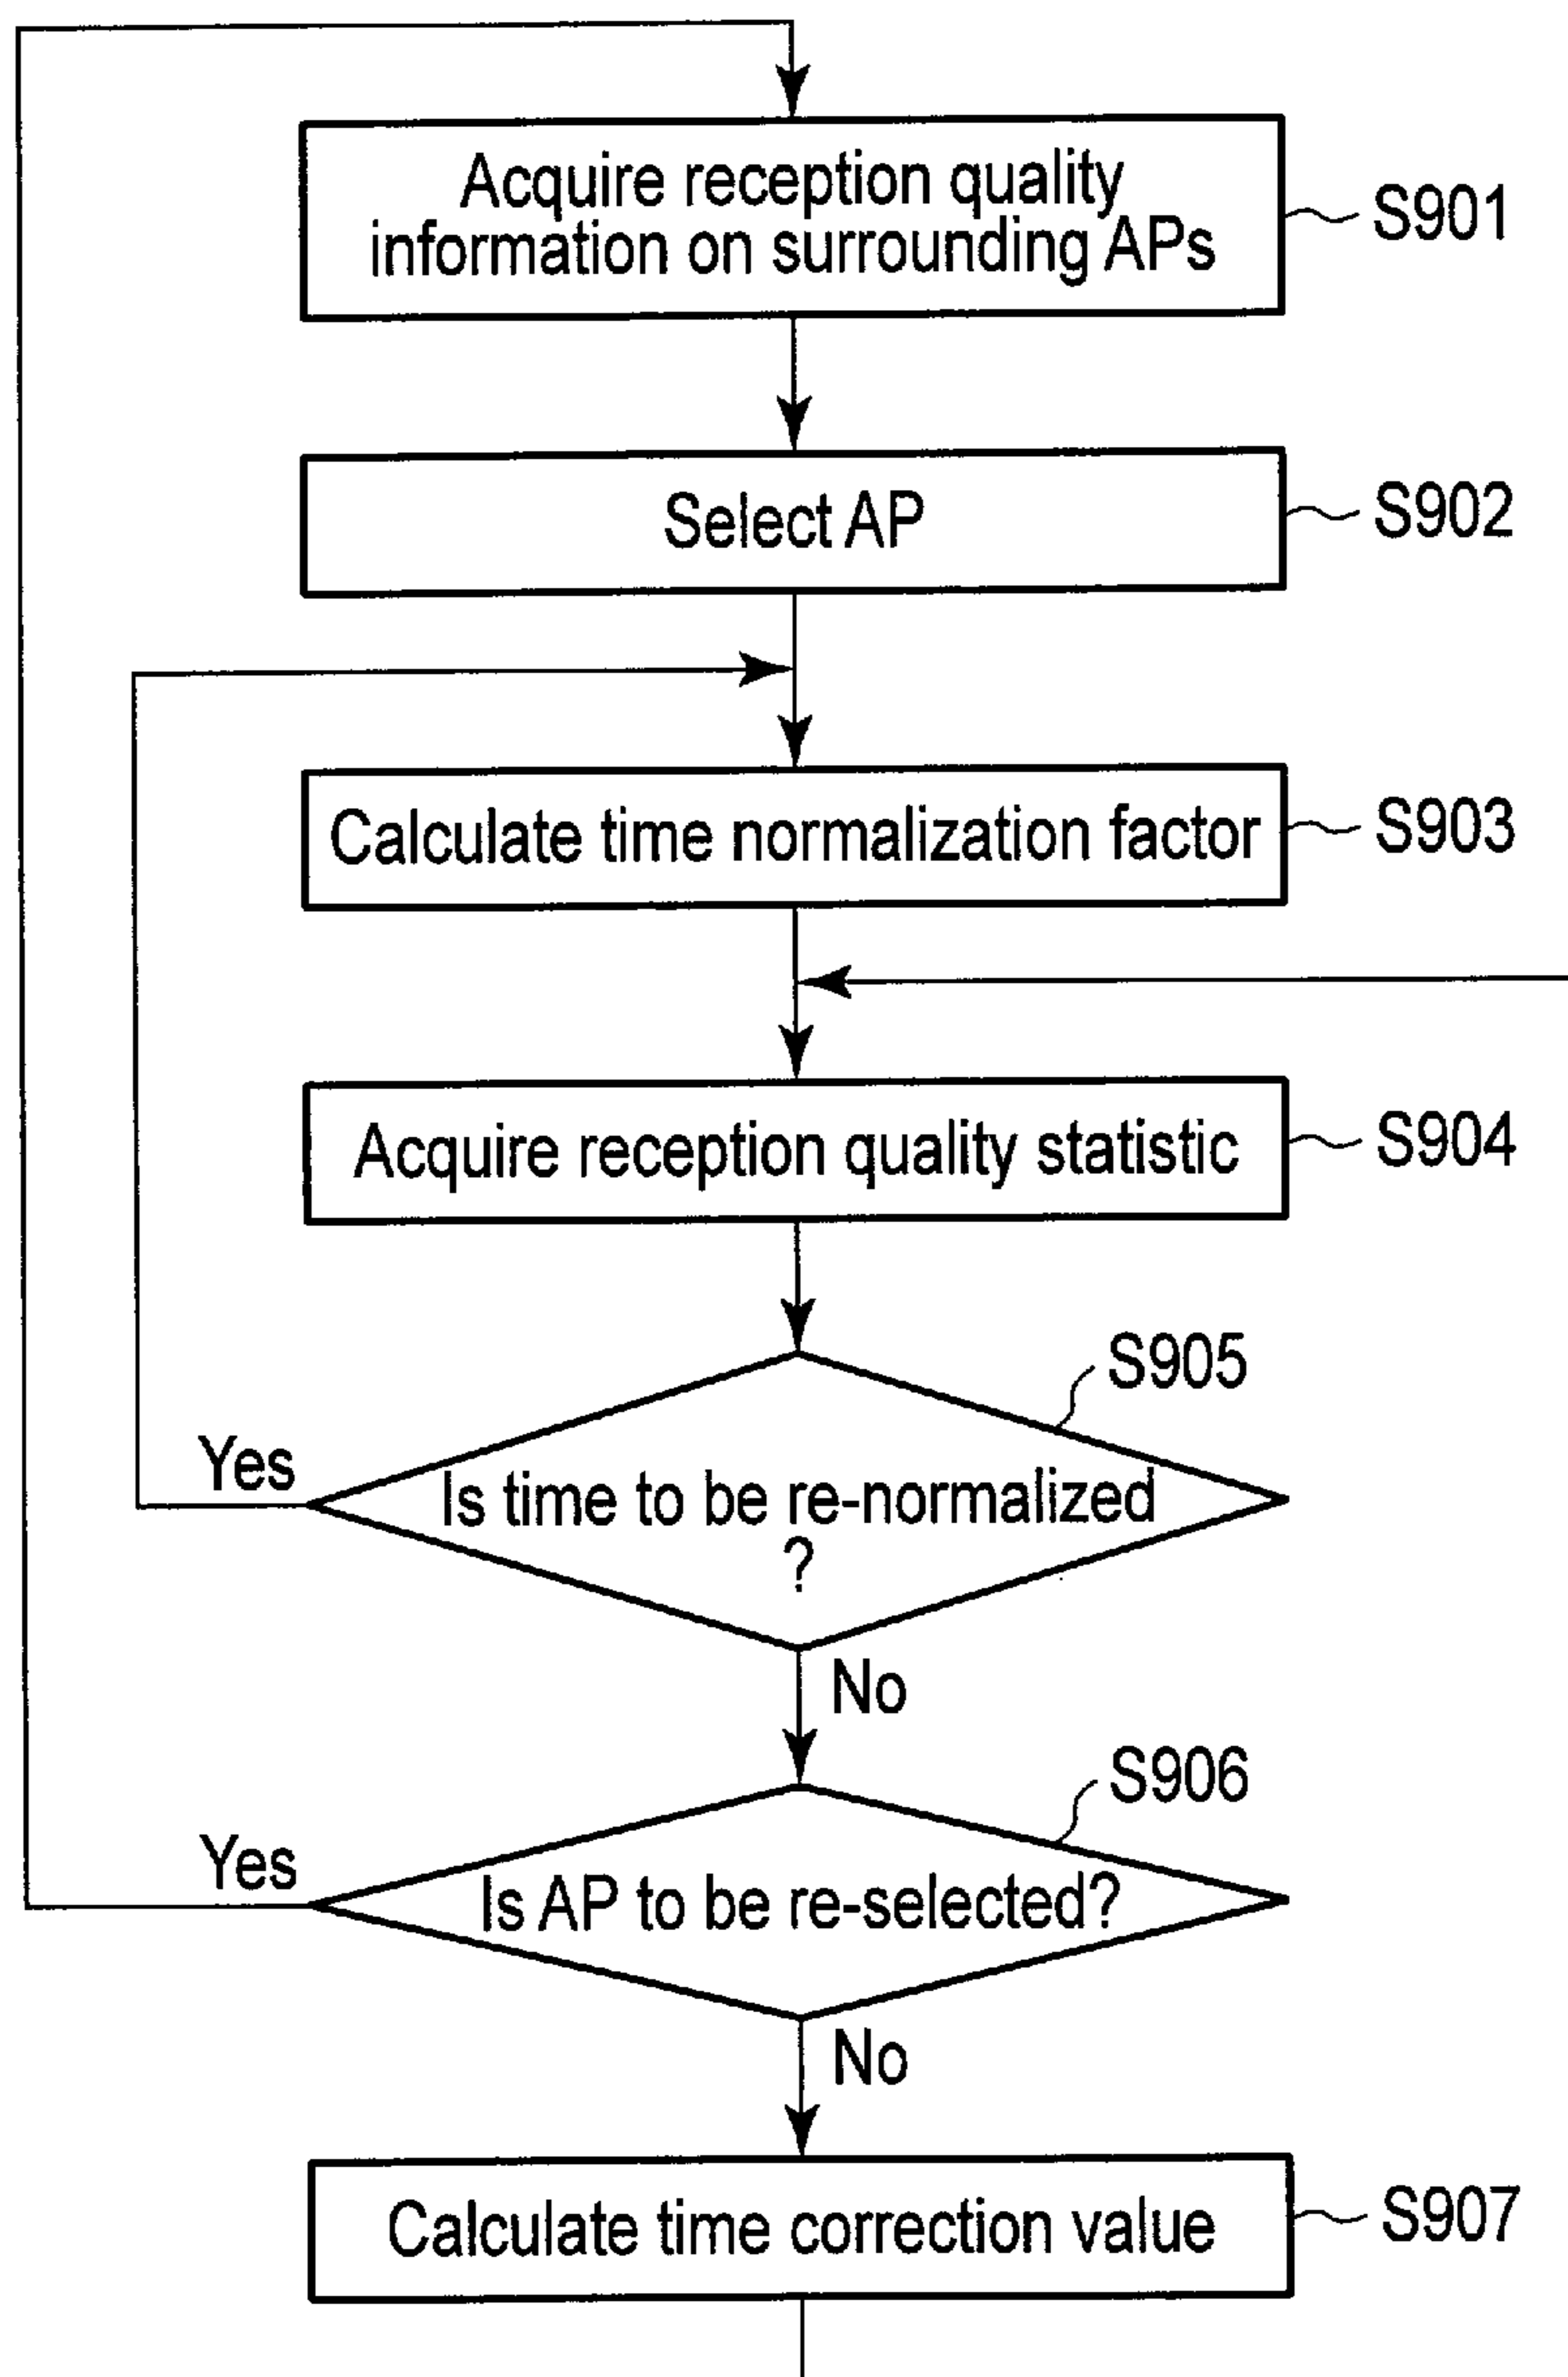 Acquire reception quality
information on surrounding APs
S901
Select AP
S902
Calculate time normalization factor
S903
Acquire reception quality statistic
S904
S905
Yes
Is time to be re-normalized
?
No
S906
Yes
Is AP to be re-selected?
No
Calculate time correction value
S907